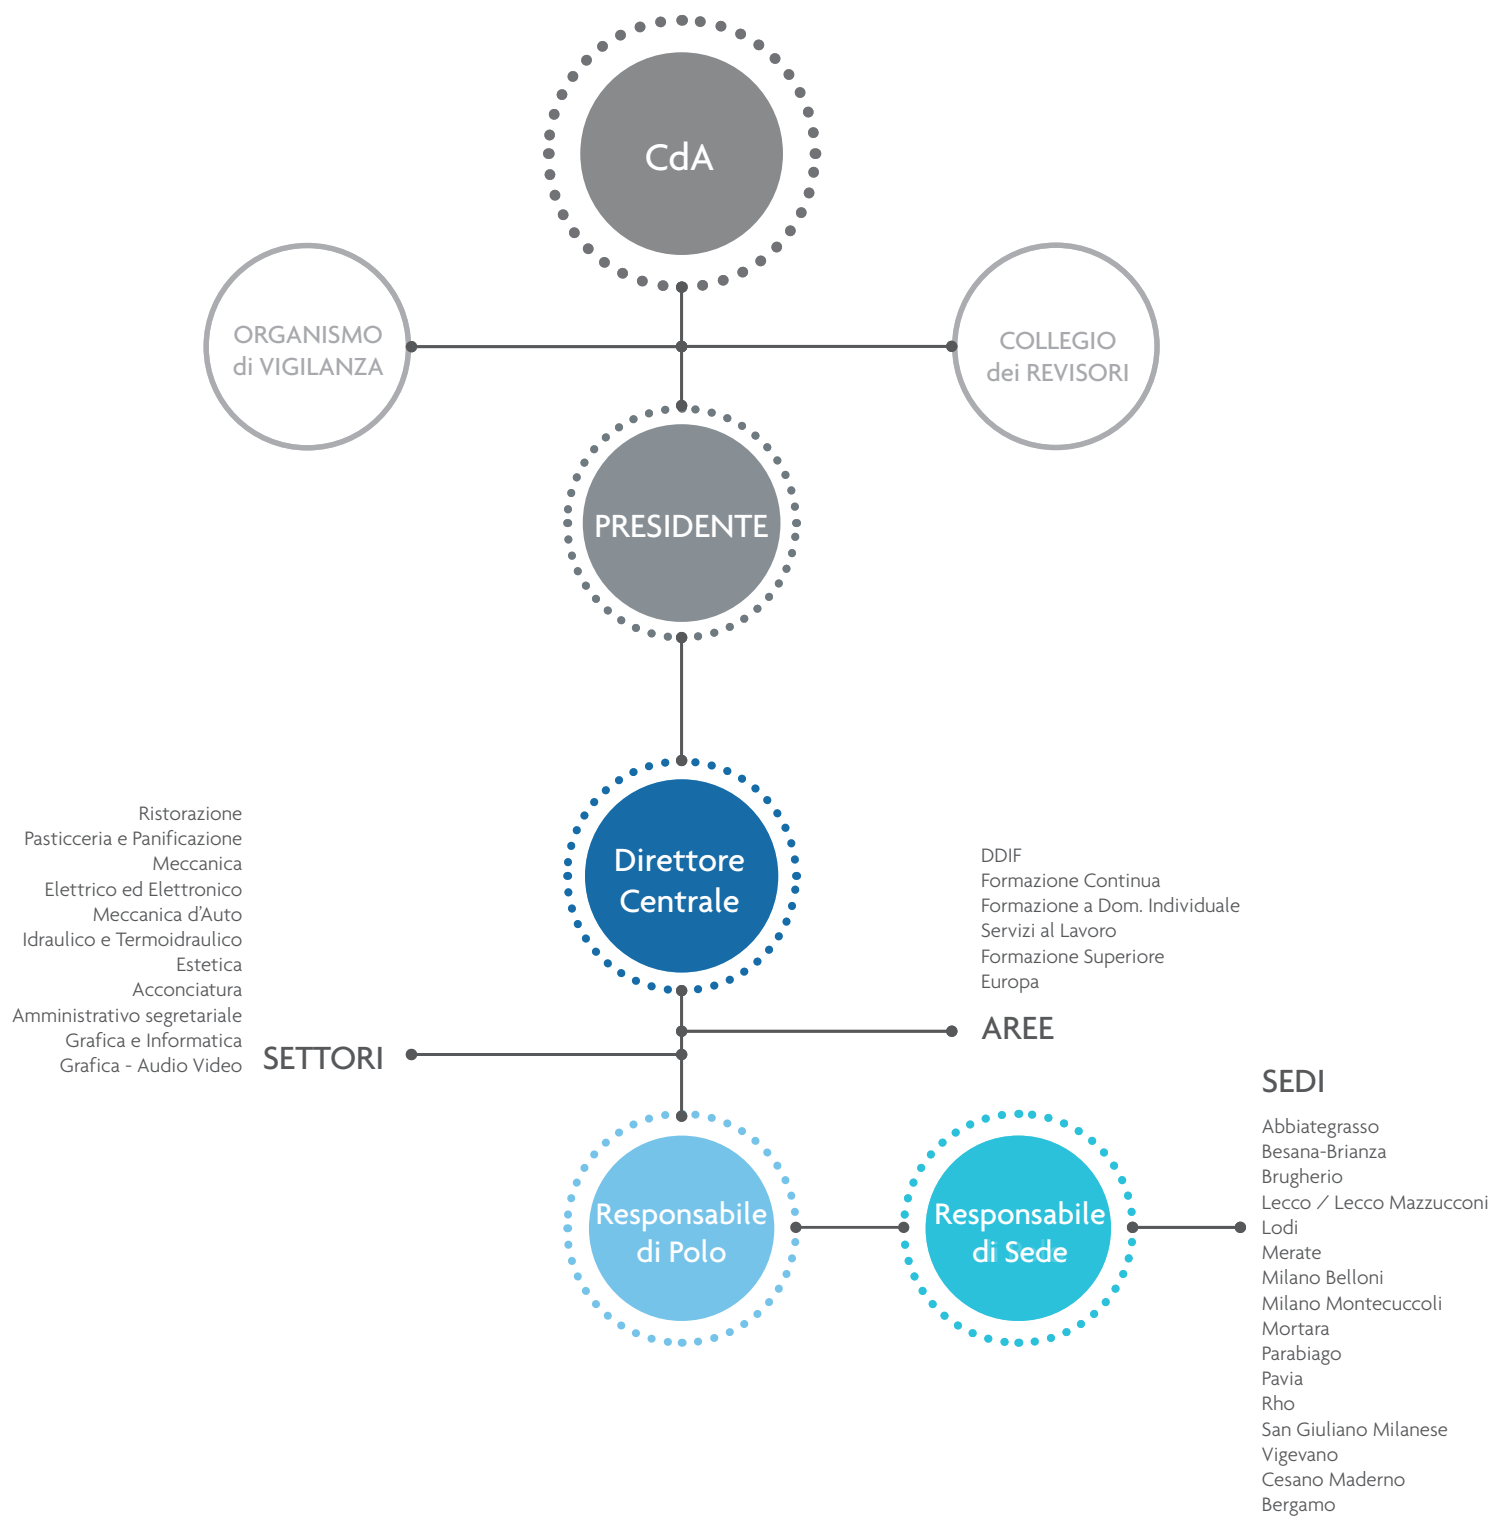 CdA
ORGANISMO
di VIGILANZA
COLLEGIO
dei REVISORI
PRESIDENTE
Direttore
Centrale
Ristorazione
Pasticceria e Panificazione
Meccanica
Elettrico ed Elettronico
Meccanica d'Auto
Idraulico e Termoidraulico
Estetica
Acconciatura
Amministrativo segretariale
Grafica e Informatica
Grafica - Audio Video
SETTORI
DDIF
Formazione Continua
Formazione a Dom. Individuale
Servizi al Lavoro
Formazione Superiore
Europa
AREE
Responsabile
di Polo
Responsabile
di Sede
SEDI
Abbiategrasso
Besana-Brianza
Brugherio
Lecco / Lecco Mazzucconi
Lodi
Merate
Milano Belloni
Milano Montecuccoli
Mortara
Parabiago
Pavia
Rho
San Giuliano Milanese
Vigevano
Cesano Maderno
Bergamo